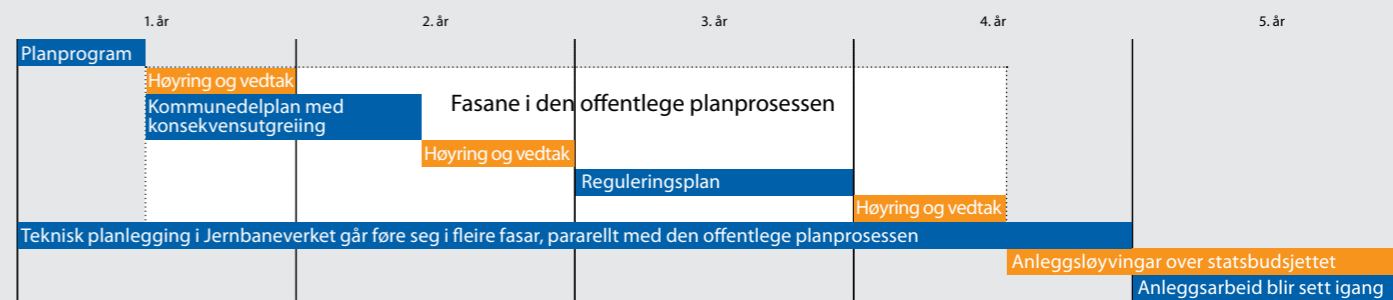 1. år
2. år
3. år
4. år
5. år
Planprogram
Høyring og vedtak
Kommunedelplan med
konsekvensutgreiing
Fasane i den offentlege planprosessen
Høyring og vedtak
Reguleringsplan
Høyring og vedtak
Teknisk planlegging i Jernbaneverket går føre seg i fleire fasar, pararellt med den offentlege planprosessen
Anleggsløyvingar over statsbudsjettet
Anleggsarbeid blir sett igang